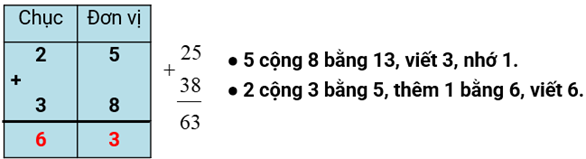 Chục Đơn vị
2 5
+
3 8
6 3
25
+
38
63
● 5 cộng 8 bằng 13, viết 3, nhớ 1.
● 2 cộng 3 bằng 5, thêm 1 bằng 6, viết 6.